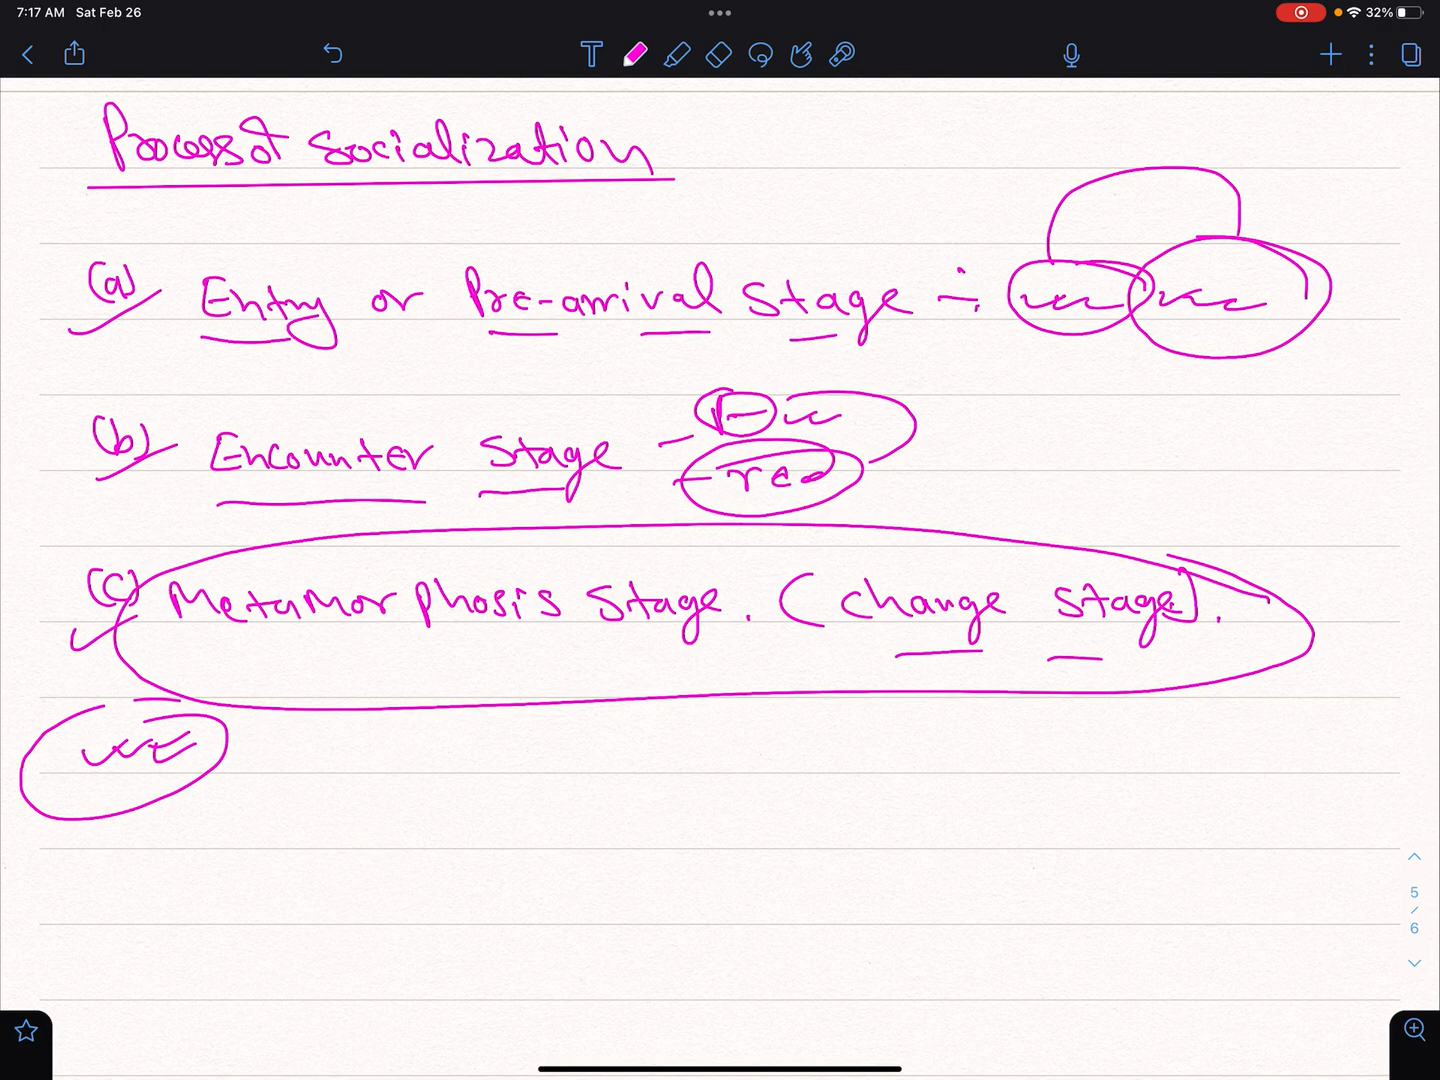 7:17 AM Sat Feb 26
32%
Process of Socialization
(a) Entry or Pre-arrival Stage -:
(b) Encounter Stage -
(c) Metamorphosis Stage. (change stage).
5
/
6